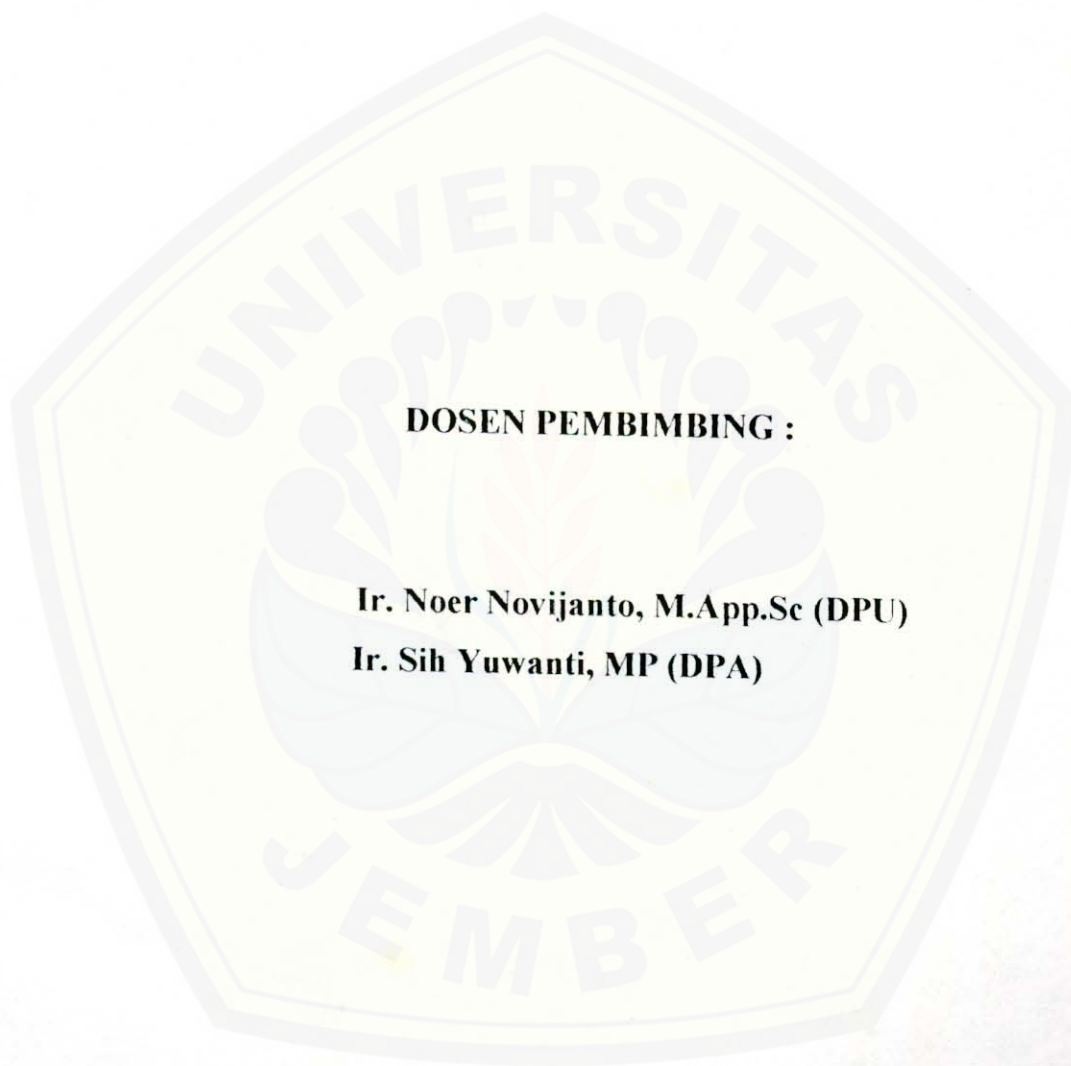 UNIVERSITAS
DOSEN PEMBIMBING :
Ir. Noer Novijanto, M.App.Sc (DPU)
Ir. Sih Yuwanti, MP (DPA)
JEMBER